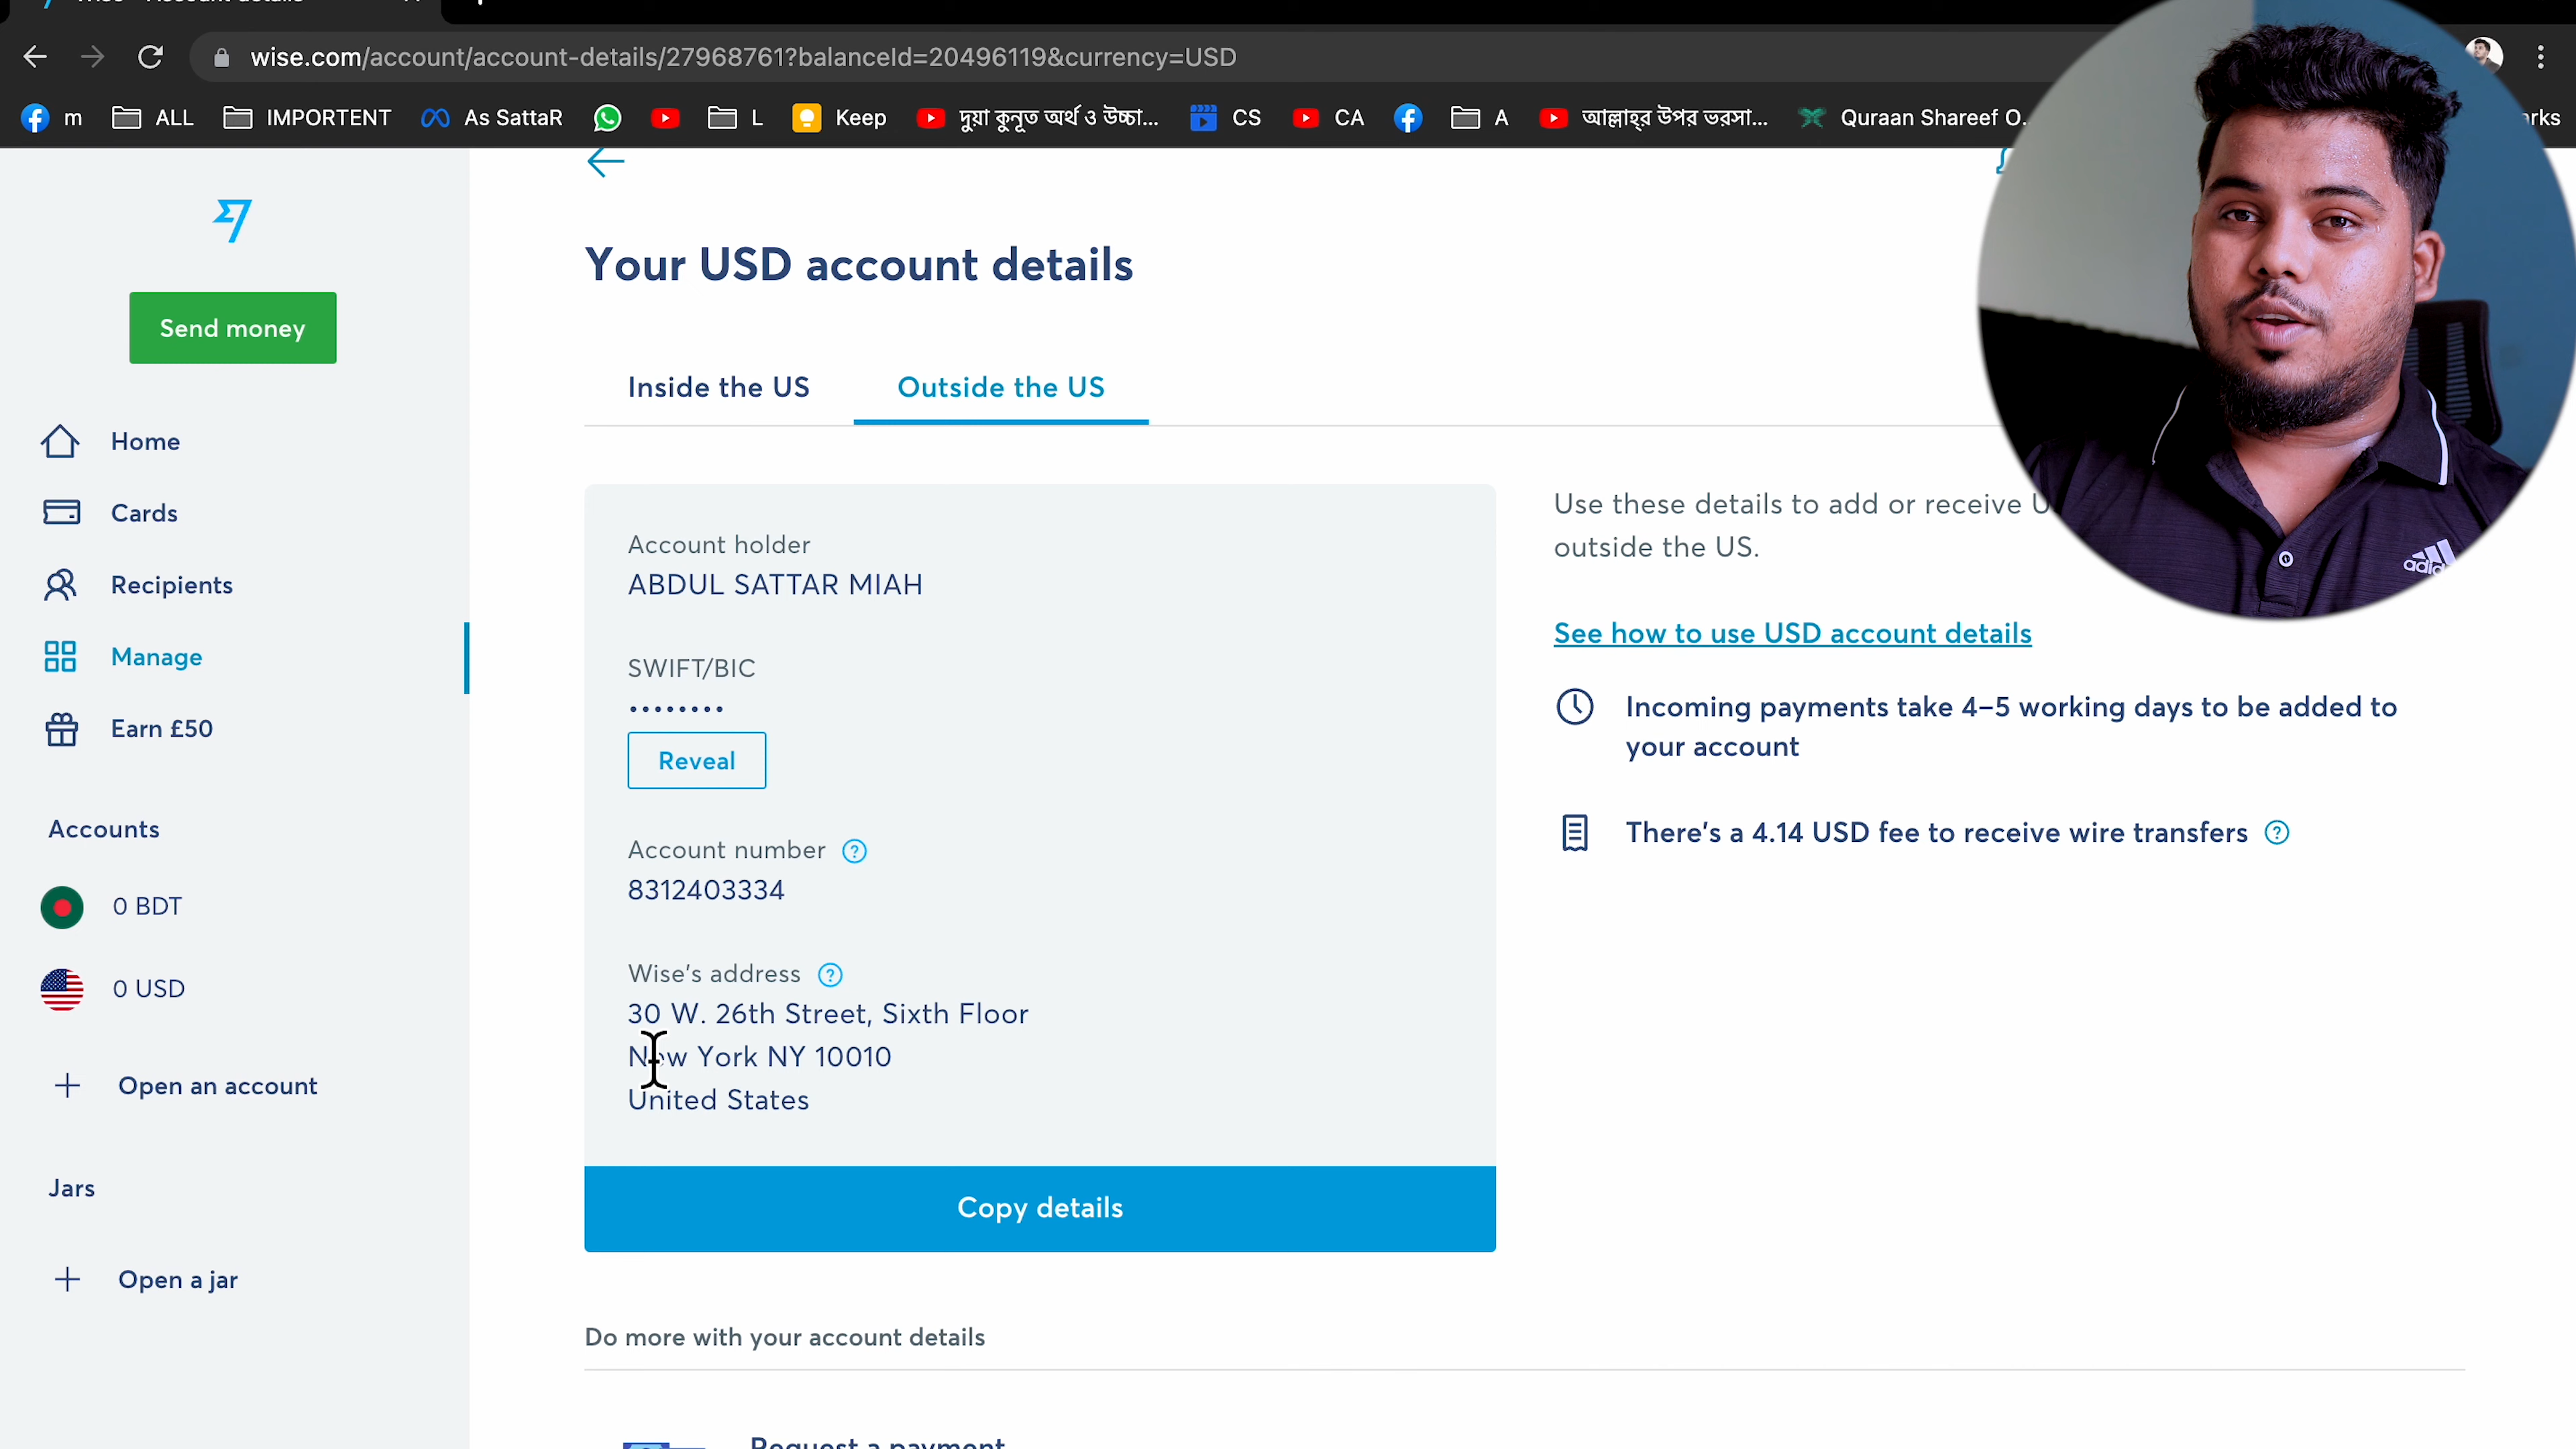 wise.com/account/account-details/27968761?balanceId=20496119&currency=USD
m ALL IMPORTENT As SattaR L Keep দুয়া কুনূত অর্থ ও উচ্চা... CS CA A আল্লাহ্‌র উপর ভরসা... Quraan Shareef O.
Send money
Home
Cards
Recipients
Manage
Earn £50
Accounts
0 BDT
0 USD
+ Open an account
Jars
+ Open a jar
Your USD account details
Inside the US Outside the US
Account holder
ABDUL SATTAR MIAH
SWIFT/BIC
••••••••
Reveal
Account number ?
8312403334
Wise's address ?
30 W. 26th Street, Sixth Floor
New York NY 10010
United States
Copy details
Use these details to add or receive U
outside the US.
See how to use USD account details
Incoming payments take 4–5 working days to be added to
your account
There's a 4.14 USD fee to receive wire transfers ?
adidas
Do more with your account details
Request a payment